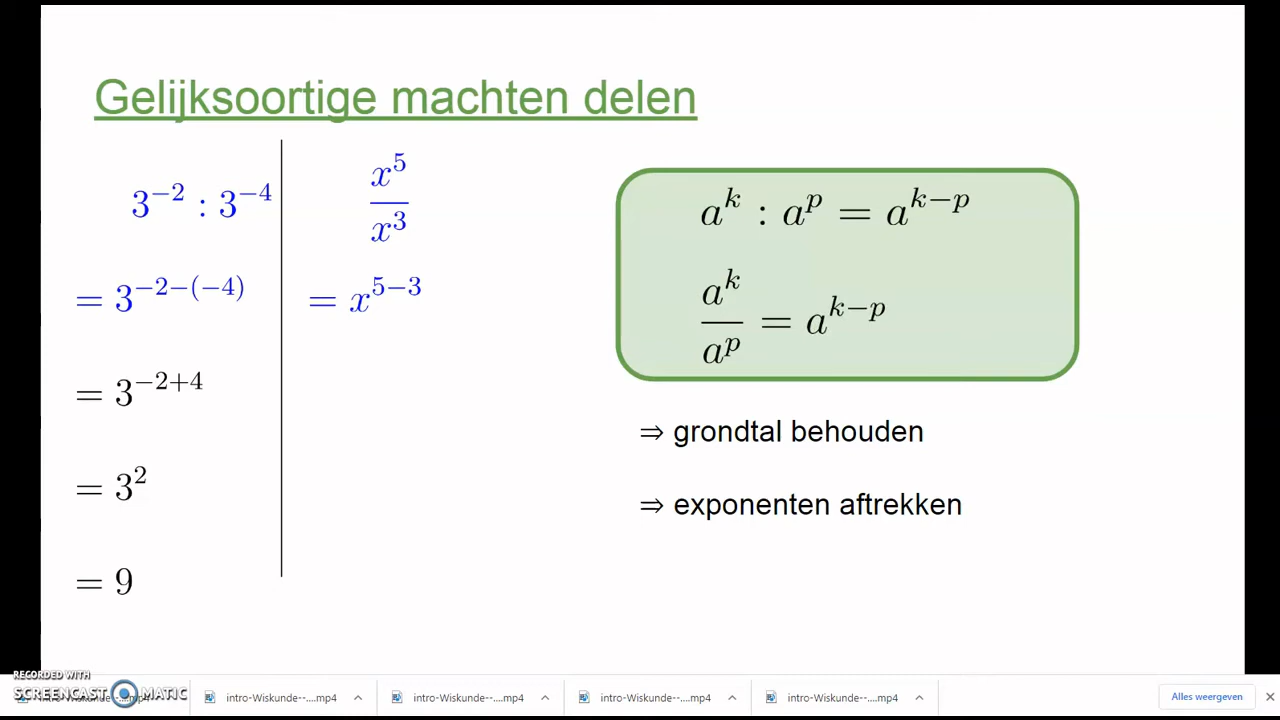 Gelijksoortige machten delen
3^{-2} : 3^{-4}
= 3^{-2-(-4)}
= 3^{-2+4}
= 3^2
= 9
\frac{x^5}{x^3}
= x^{5-3}
a^k : a^p = a^{k-p}
\frac{a^k}{a^p} = a^{k-p}
⇒ grondtal behouden
⇒ exponenten aftrekken
RECORDED WITH
SCREENCAST MATIC
intro-Wiskunde--....mp4
intro-Wiskunde--....mp4
intro-Wiskunde--....mp4
intro-Wiskunde--....mp4
Alles weergeven